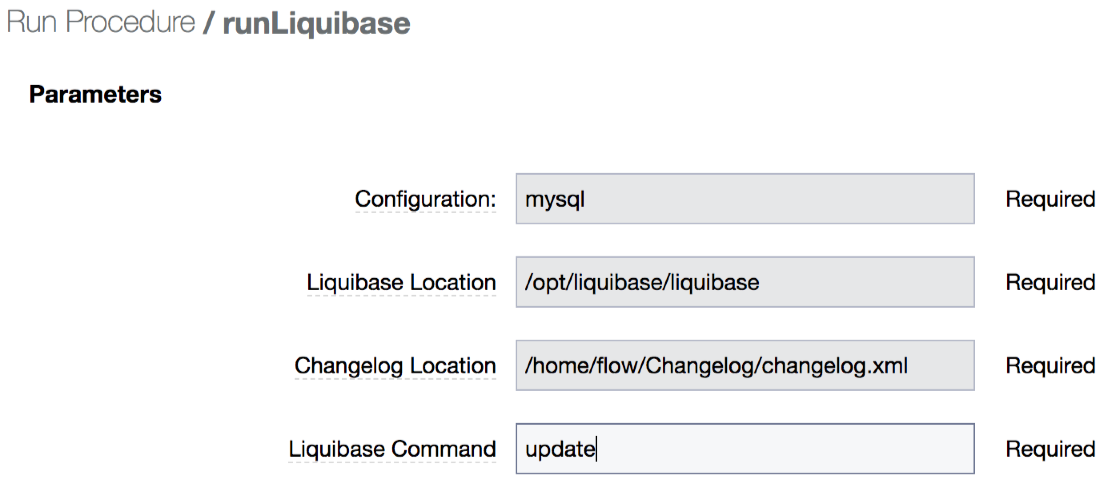 Run Procedure / runLiquibase
Parameters
Configuration: mysql Required
Liquibase Location /opt/liquibase/liquibase Required
Changelog Location /home/flow/Changelog/changelog.xml Required
Liquibase Command update Required